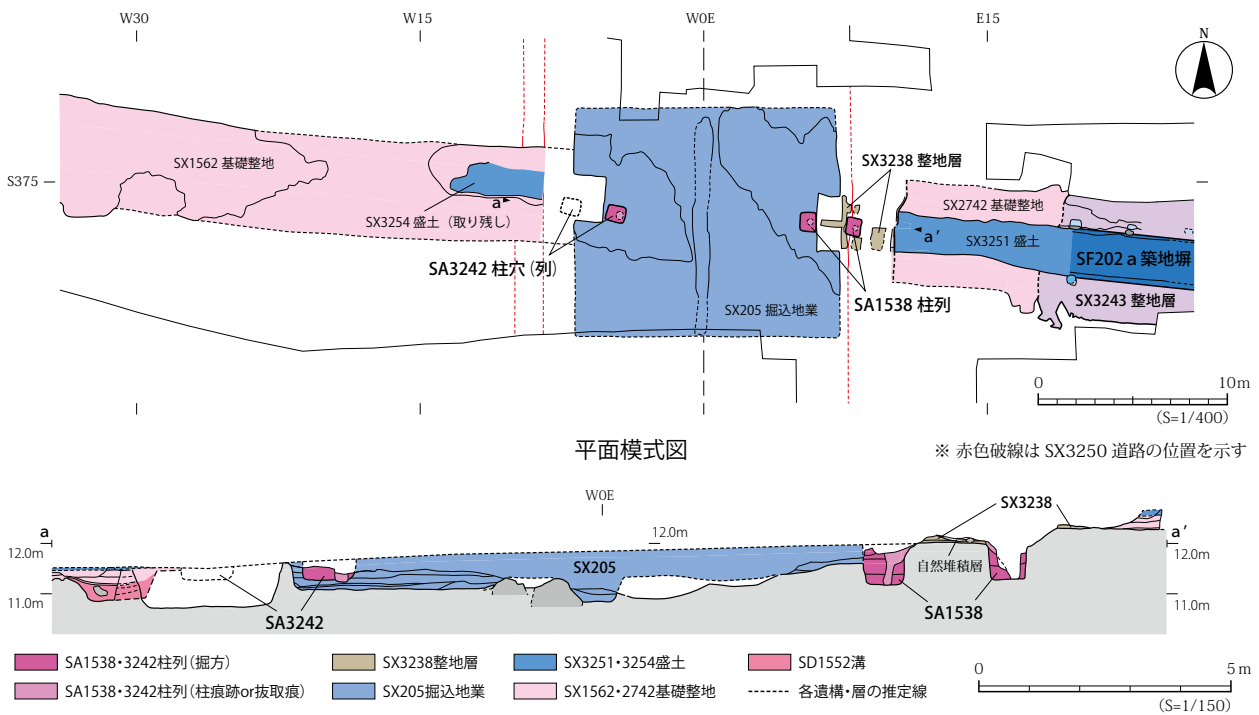 W30
W15
W0E
E15
N
S375
SX1562 基礎整地
SX3254 盛土（取り残し）
a
SA3242 柱穴（列）
SX205 掘込地業
SX3238 整地層
SX2742 基礎整地
a'
SX3251 盛土
SF202 a 築地塀
SX3243 整地層
SA1538 柱列
0
10m
(S=1/400)
平面模式図
※ 赤色破線は SX3250 道路の位置を示す
W0E
a
12.0m
11.0m
12.0m
SX205
SA3242
SX3238
自然堆積層
SA1538
a'
12.0m
11.0m
SA1538・3242柱列（掘方）
SX3238整地層
SX3251・3254盛土
SD1552溝
SA1538・3242柱列（柱痕跡or抜取痕）
SX205掘込地業
SX1562・2742基礎整地
各遺構・層の推定線
0
5 m
(S=1/150)